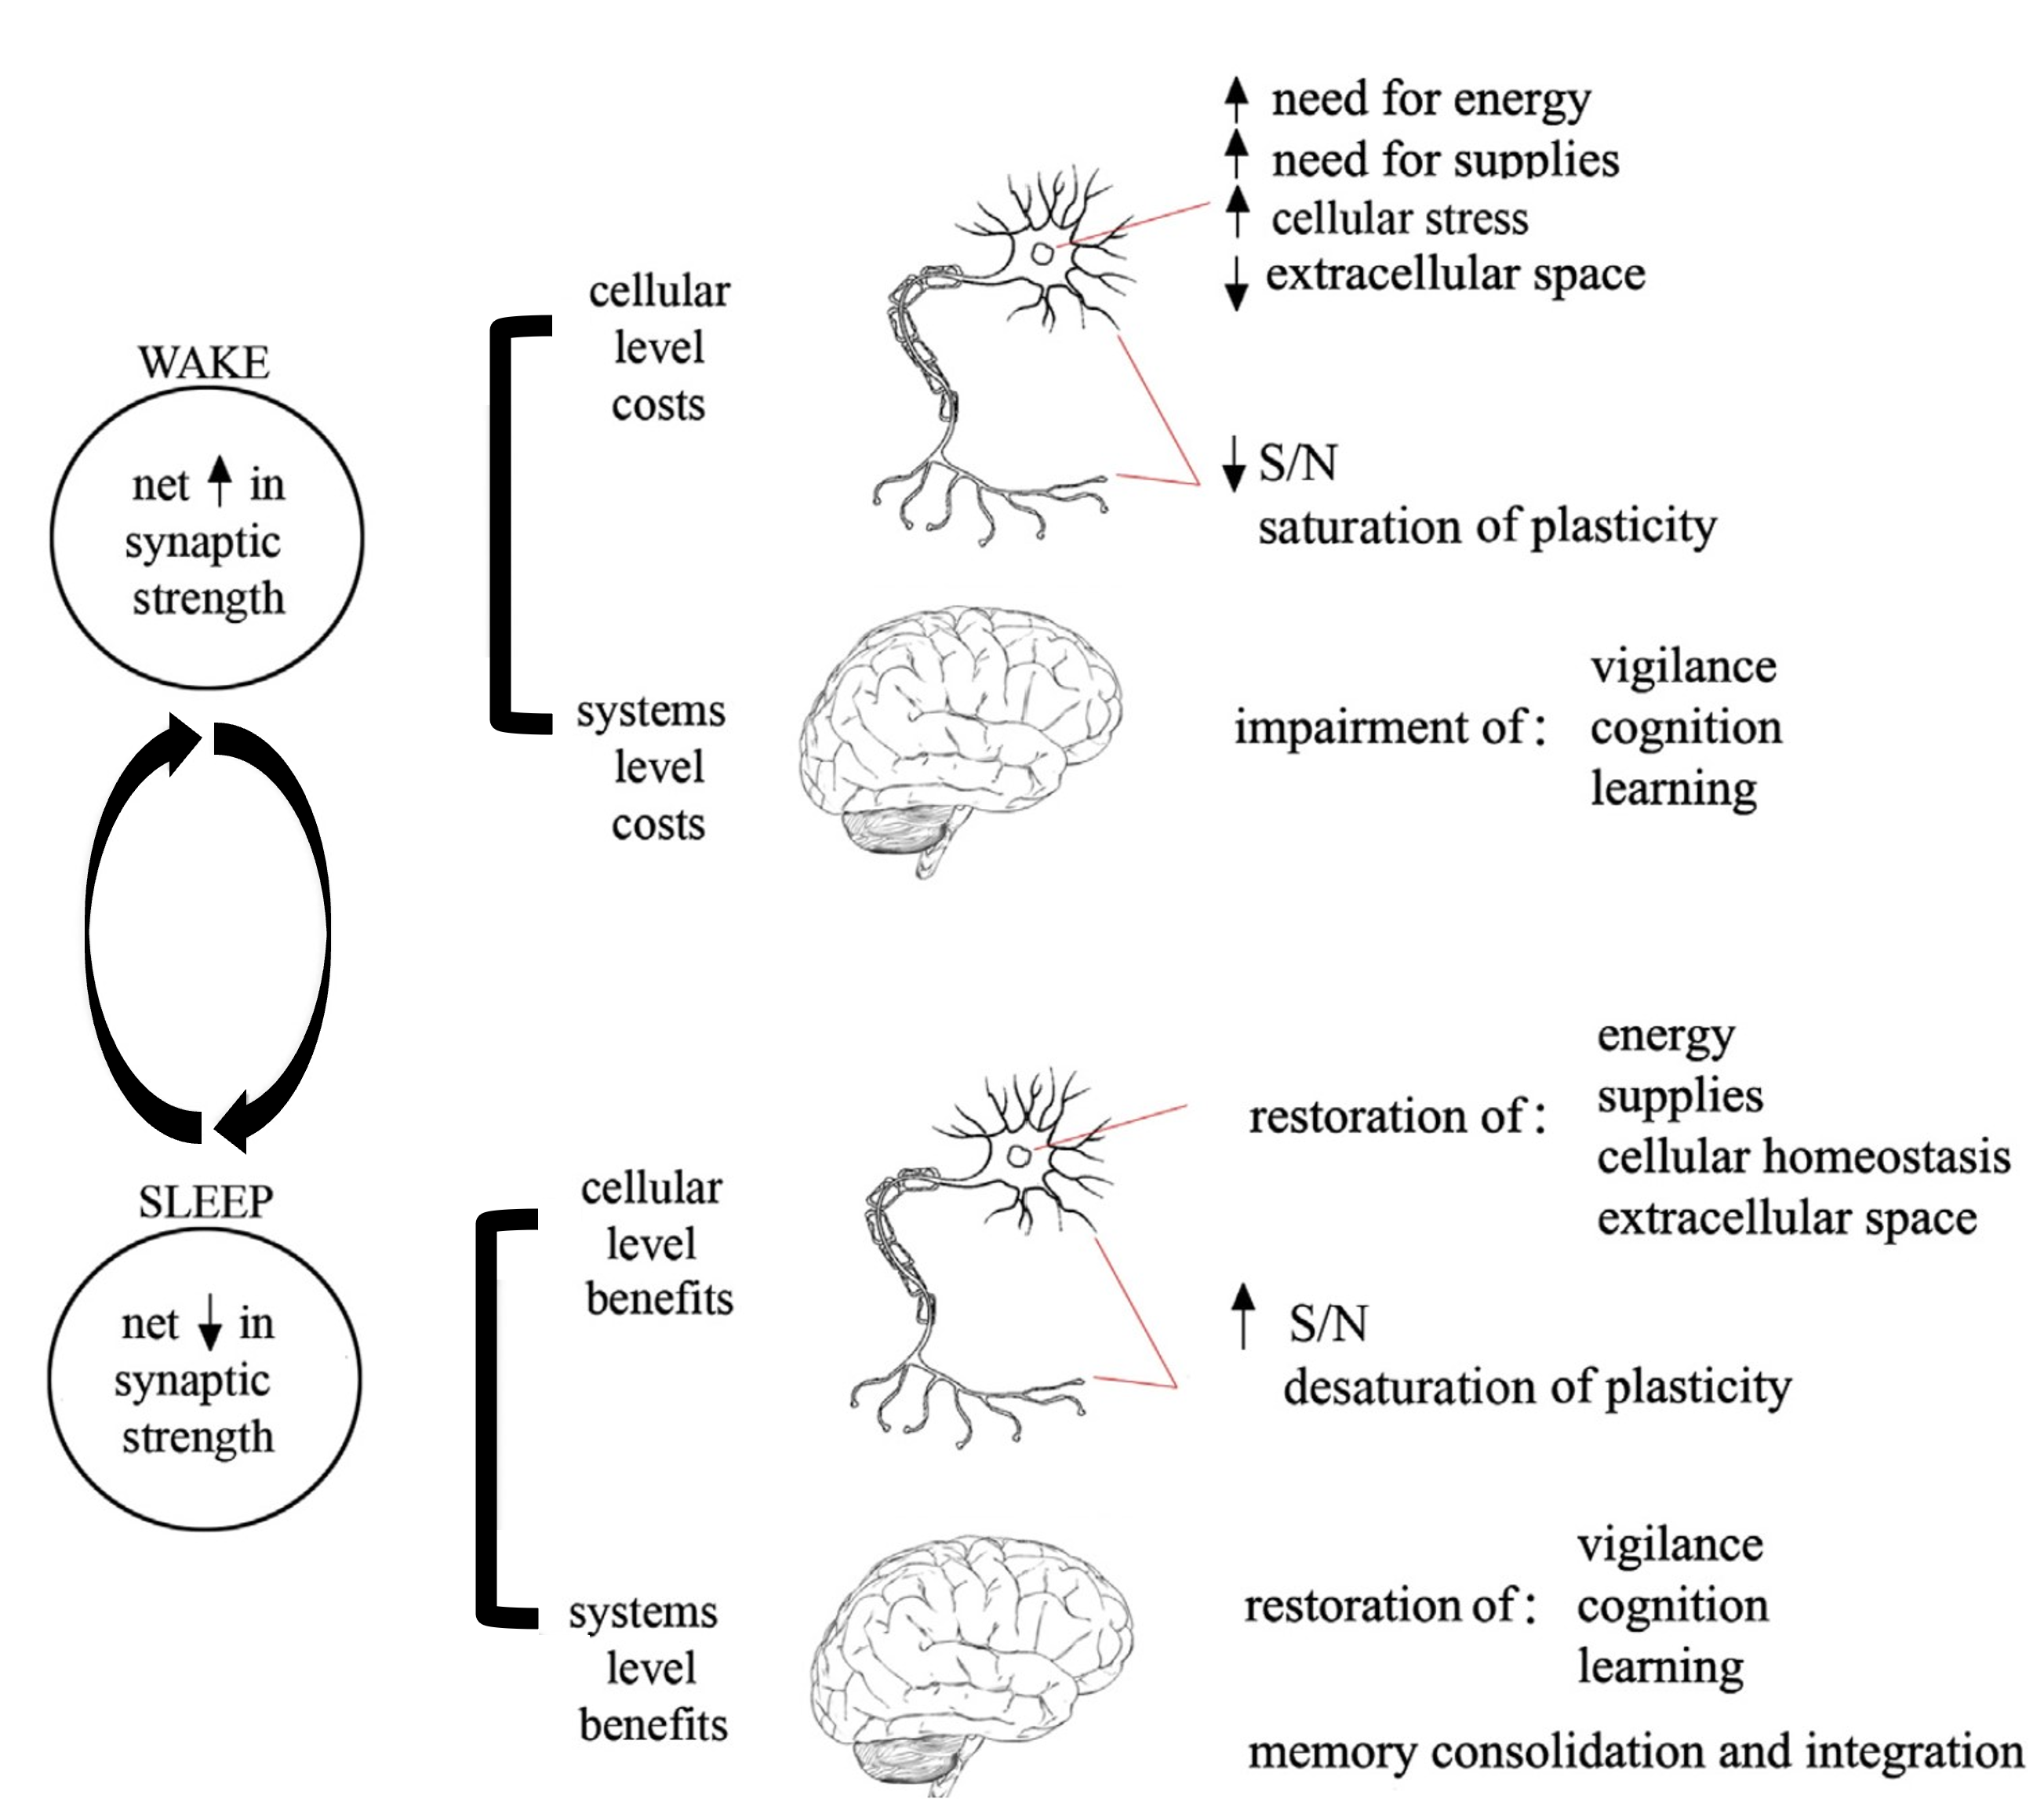 WAKE
net ↑ in
synaptic
strength
cellular
level
costs
↑ need for energy
↑ need for supplies
↑ cellular stress
↓ extracellular space
↓ S/N
saturation of plasticity
systems
level
costs
impairment of:
vigilance
cognition
learning
SLEEP
net ↓ in
synaptic
strength
cellular
level
benefits
restoration of:
energy
supplies
cellular homeostasis
extracellular space
↑ S/N
desaturation of plasticity
systems
level
benefits
restoration of:
vigilance
cognition
learning
memory consolidation and integration